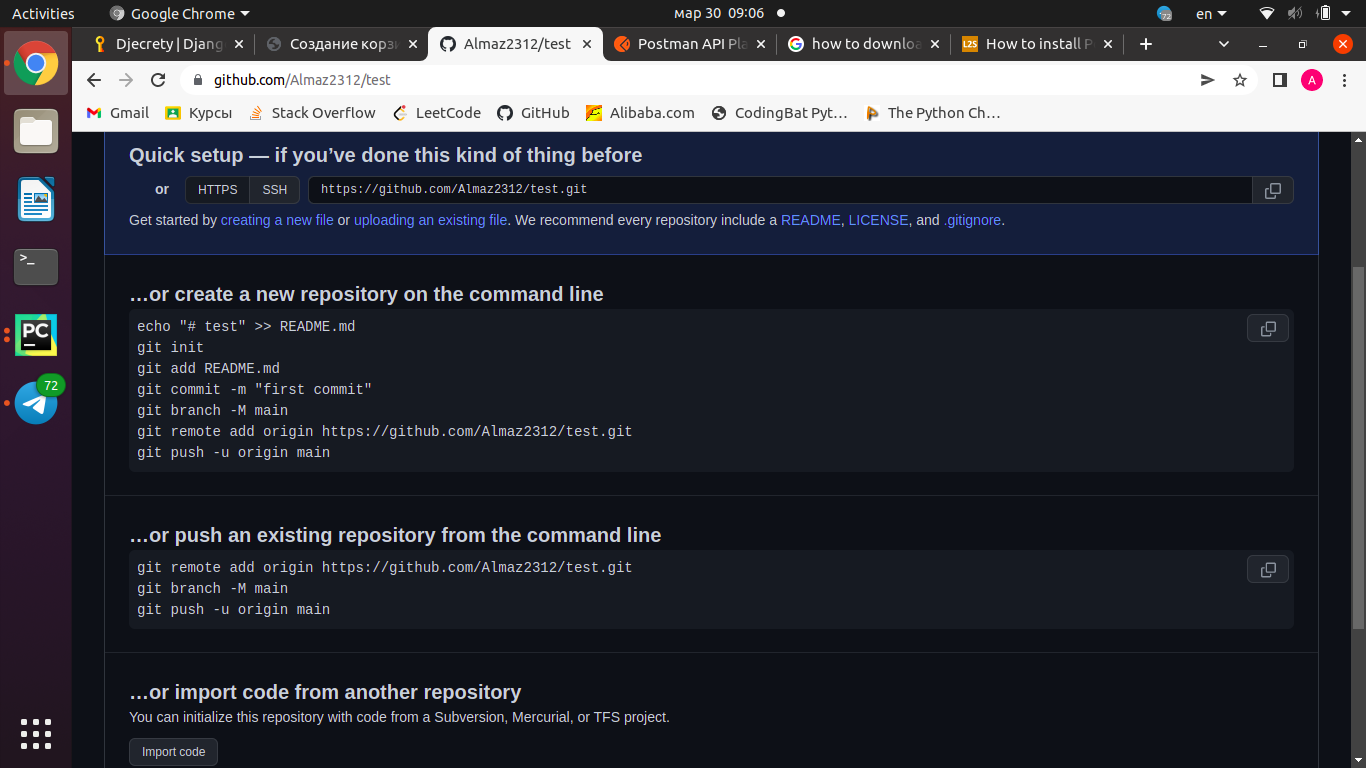 Activities
Google Chrome
мар 30 09:06
72
en
Djecrety | Djang
Создание корзи
Almaz2312/test
Postman API Pla
how to downloa
L2S
How to install P
github.com/Almaz2312/test
A
Gmail
Курсы
Stack Overflow
LeetCode
GitHub
Alibaba.com
CodingBat Pyt…
The Python Ch…
>_
PC
72
Quick setup — if you’ve done this kind of thing before
or
HTTPS
SSH
https://github.com/Almaz2312/test.git
Get started by creating a new file or uploading an existing file. We recommend every repository include a README, LICENSE, and .gitignore.
…or create a new repository on the command line
echo "# test" >> README.md
git init
git add README.md
git commit -m "first commit"
git branch -M main
git remote add origin https://github.com/Almaz2312/test.git
git push -u origin main
…or push an existing repository from the command line
git remote add origin https://github.com/Almaz2312/test.git
git branch -M main
git push -u origin main
…or import code from another repository
You can initialize this repository with code from a Subversion, Mercurial, or TFS project.
Import code